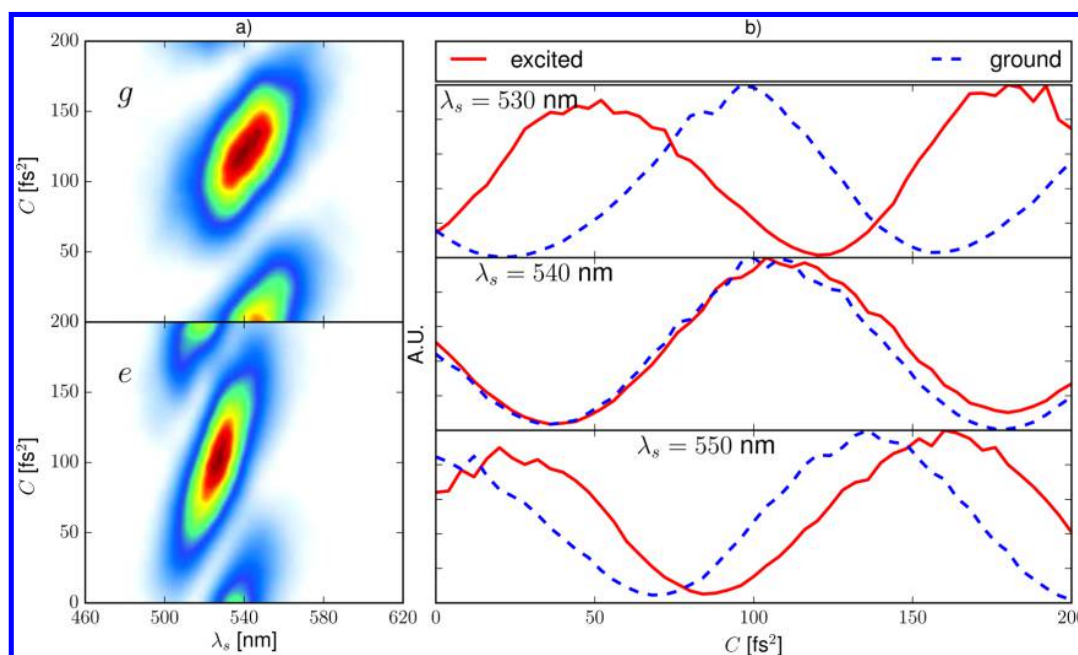 a)
b)
200
150
100
50
200
150
100
50
0
C [fs²]
C [fs²]
g
e
460
500
540
580
620
λs [nm]
excited
ground
λs = 530 nm
λs = 540 nm
λs = 550 nm
A.U.
0
50
100
150
200
C [fs²]